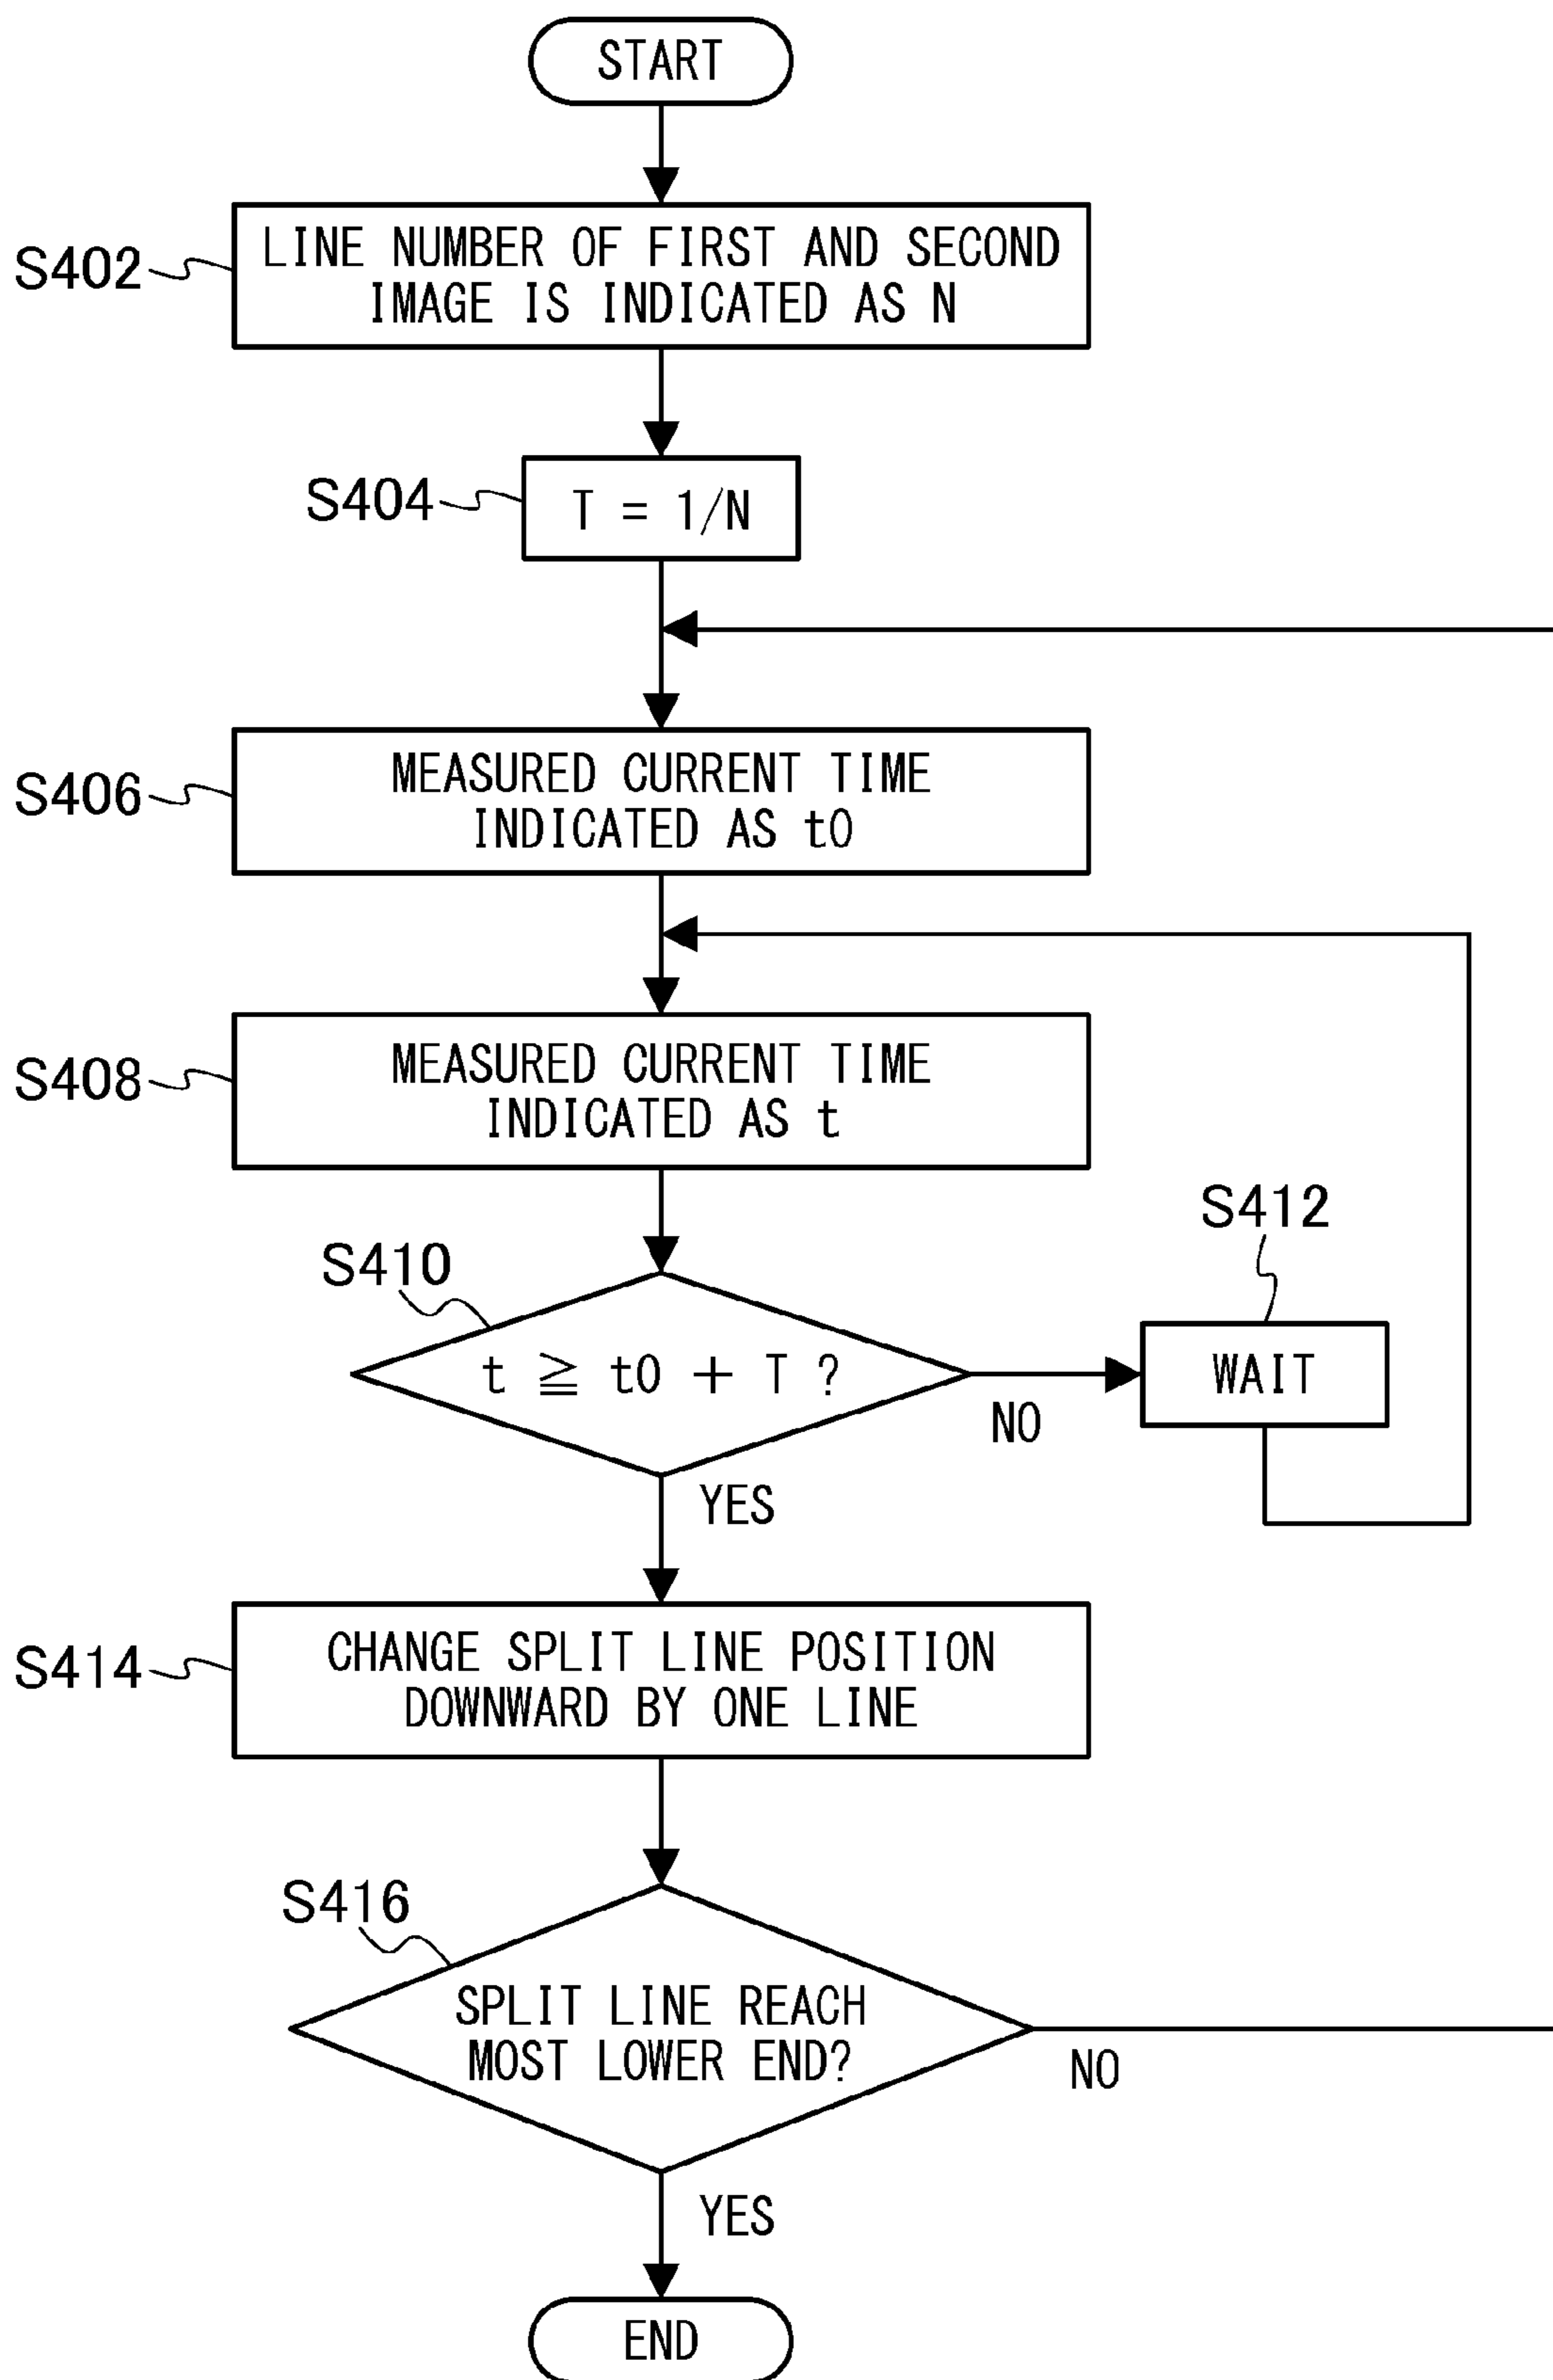 START
S402
LINE NUMBER OF FIRST AND SECOND
IMAGE IS INDICATED AS N
S404
T = 1/N
S406
MEASURED CURRENT TIME
INDICATED AS t0
S408
MEASURED CURRENT TIME
INDICATED AS t
S410
t ≧ t0 + T ?
NO
S412
WAIT
YES
S414
CHANGE SPLIT LINE POSITION
DOWNWARD BY ONE LINE
S416
SPLIT LINE REACH
MOST LOWER END?
NO
YES
END